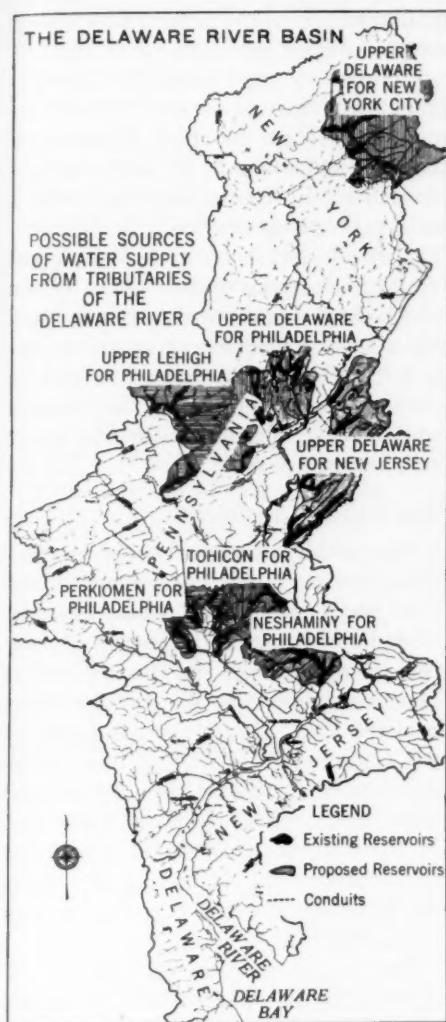 THE DELAWARE RIVER BASIN
UPPER
DELAWARE
FOR NEW
YORK CITY
NEW
YORK
POSSIBLE SOURCES
OF WATER SUPPLY
FROM TRIBUTARIES
OF THE
DELAWARE RIVER
UPPER DELAWARE
FOR PHILADELPHIA
UPPER LEHIGH
FOR PHILADELPHIA
PENNSYLVANIA
UPPER DELAWARE
FOR NEW JERSEY
TOHICON FOR
PHILADELPHIA
PERKIOMEN FOR
PHILADELPHIA
NESHAMINY FOR
PHILADELPHIA
NEW JERSEY
LEGEND
Existing Reservoirs
Proposed Reservoirs
Conduits
DELAWARE
DELAWARE
RIVER
DELAWARE
BAY